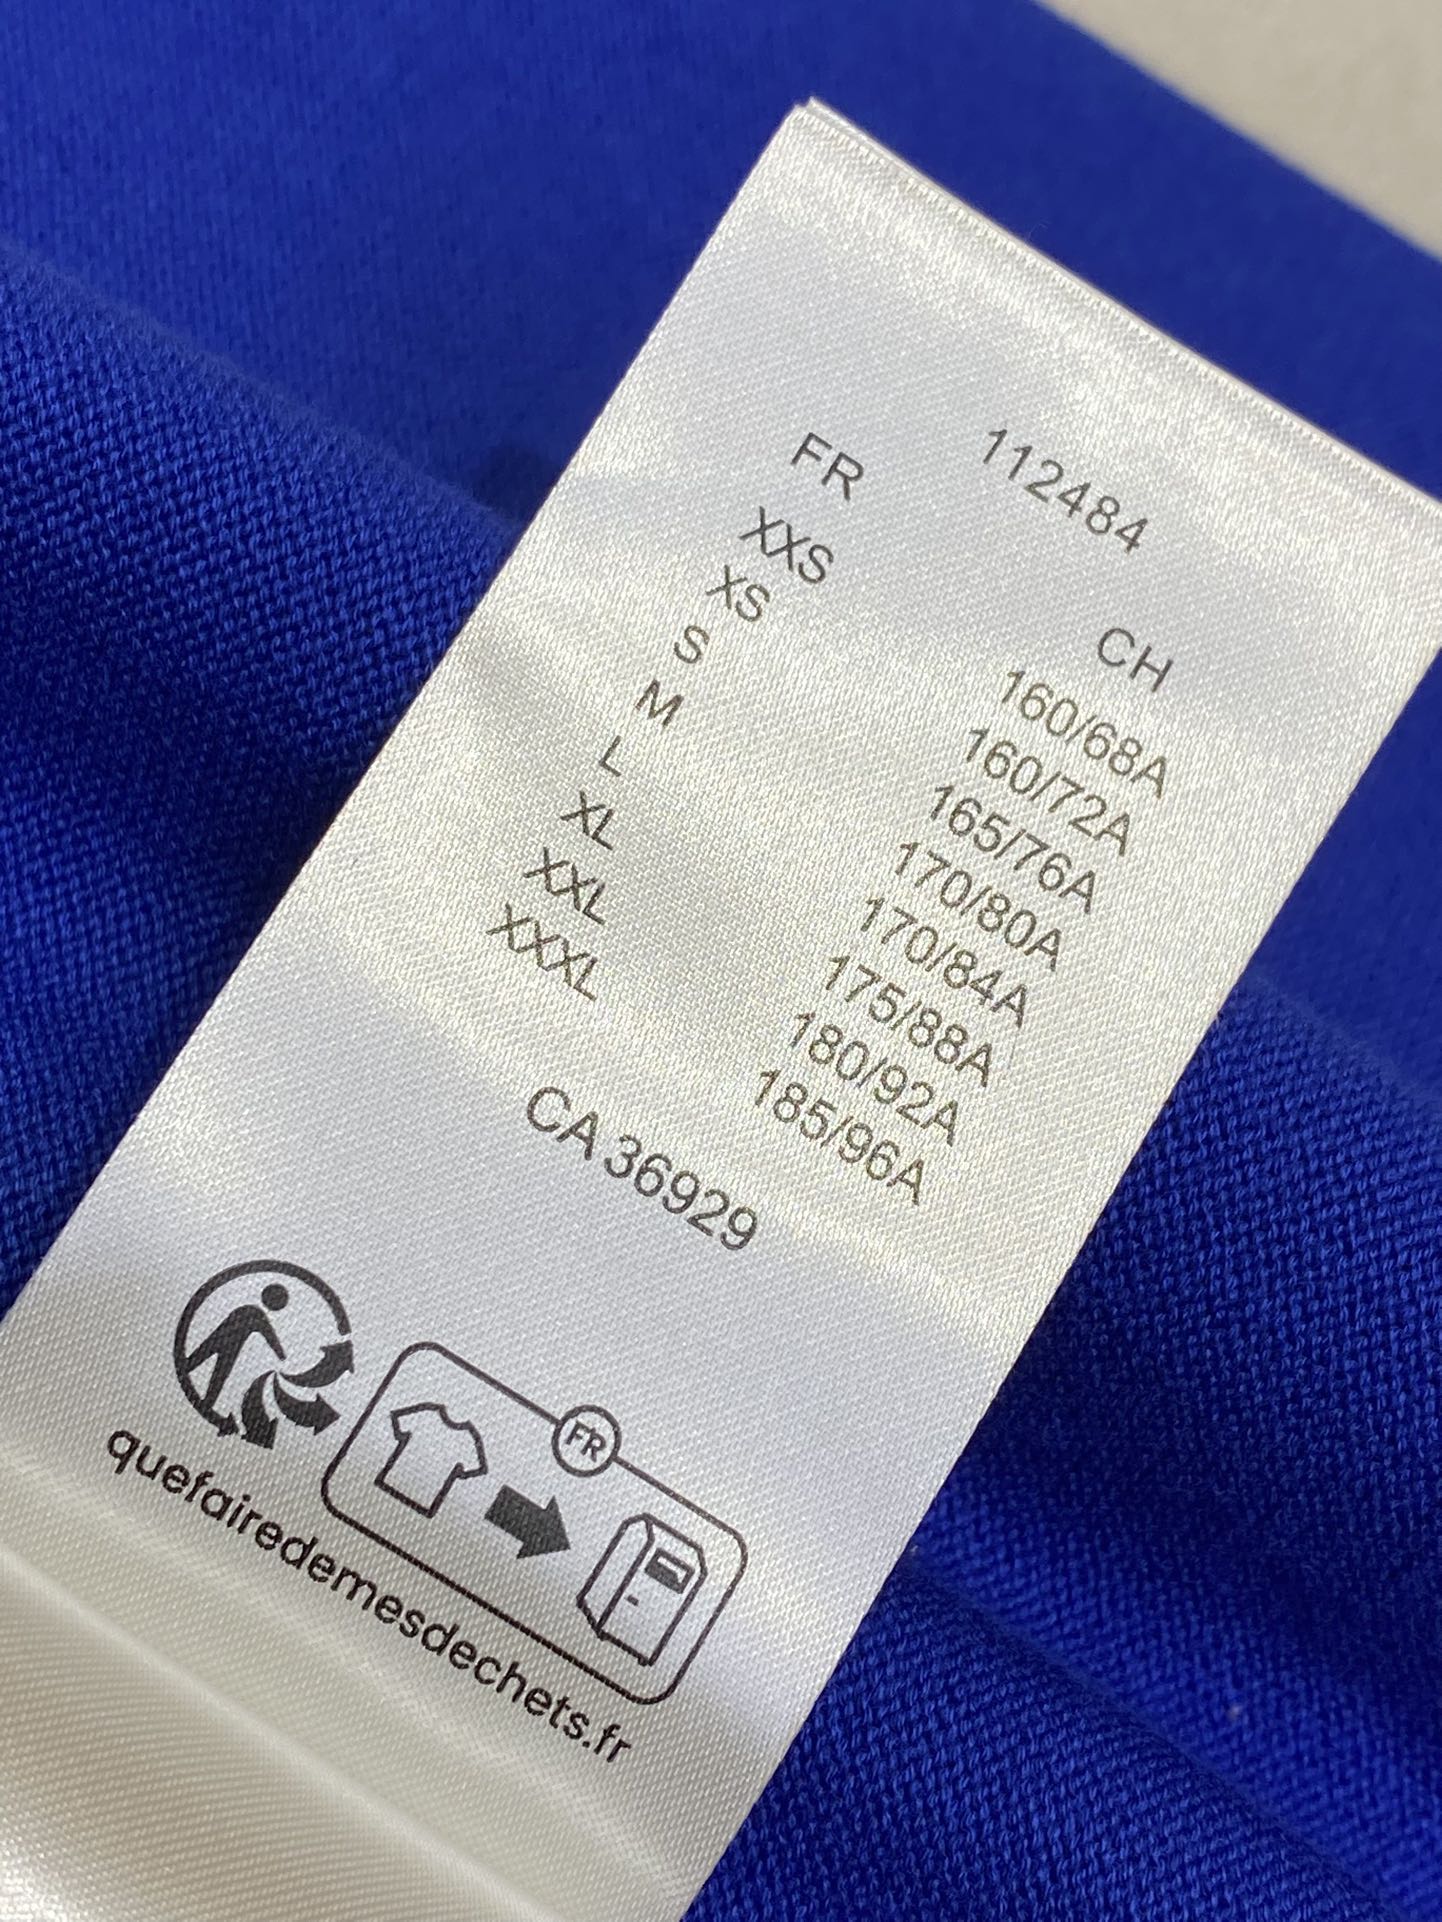 112484
FR CH
XXS 160/68A
XS 160/72A
S 165/76A
M 170/80A
L 170/84A
XL 175/88A
XXL 180/92A
XXXL 185/96A
CA 36929
FR
quefairedemesdechets.fr